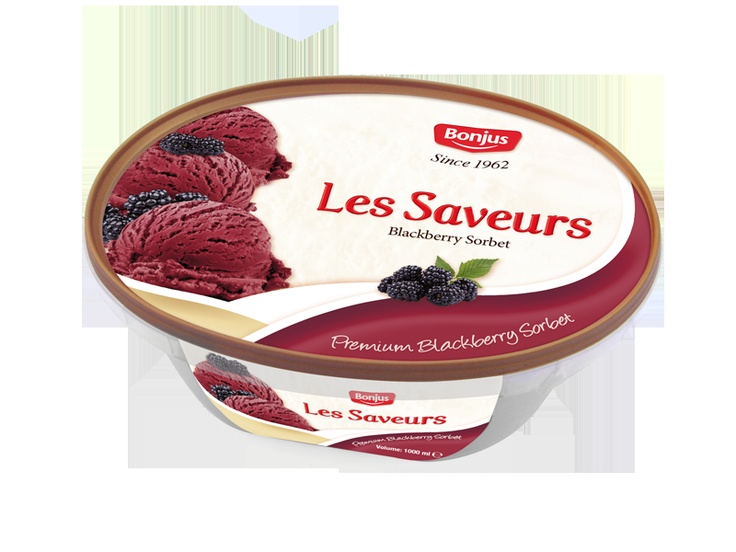 Bonjus
Since 1962
Les Saveurs
Blackberry Sorbet
Premium Blackberry Sorbet
Bonjus
Les Saveurs
Premium Blackberry Sorbet
Volume: 1000 ml ℮